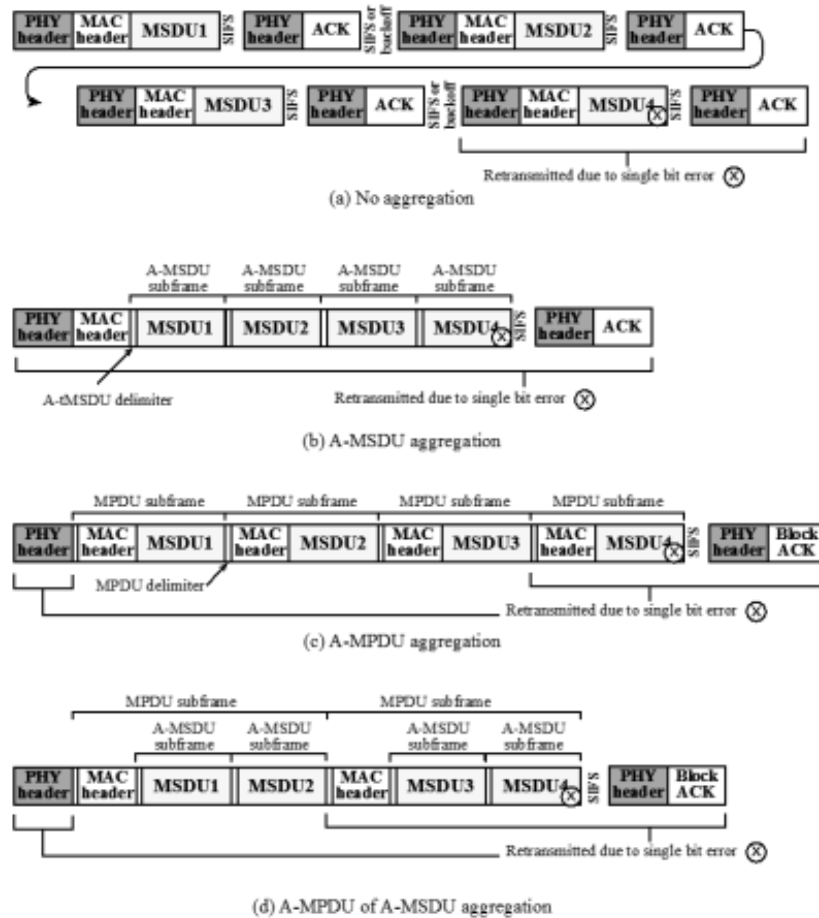 PHY header MAC header MSDU1 SIFS PHY header ACK SIFS or backoff PHY header MAC header MSDU2 SIFS PHY header ACK
PHY header MAC header MSDU3 SIFS PHY header ACK SIFS or backoff PHY header MAC header MSDU4 SIFS PHY header ACK
Retransmitted due to single bit error
(a) No aggregation
A-MSDU subframe A-MSDU subframe A-MSDU subframe A-MSDU subframe
PHY header MAC header MSDU1 MSDU2 MSDU3 MSDU4 SIFS PHY header ACK
A-tMSDU delimiter
Retransmitted due to single bit error
(b) A-MSDU aggregation
MPDU subframe MPDU subframe MPDU subframe MPDU subframe
PHY header MAC header MSDU1 MAC header MSDU2 MAC header MSDU3 MAC header MSDU4 SIFS PHY header Block ACK
MPDU delimiter
Retransmitted due to single bit error
(c) A-MPDU aggregation
MPDU subframe MPDU subframe
A-MSDU subframe A-MSDU subframe A-MSDU subframe A-MSDU subframe
PHY header MAC header MSDU1 MSDU2 MAC header MSDU3 MSDU4 SIFS PHY header Block ACK
Retransmitted due to single bit error
(d) A-MPDU of A-MSDU aggregation